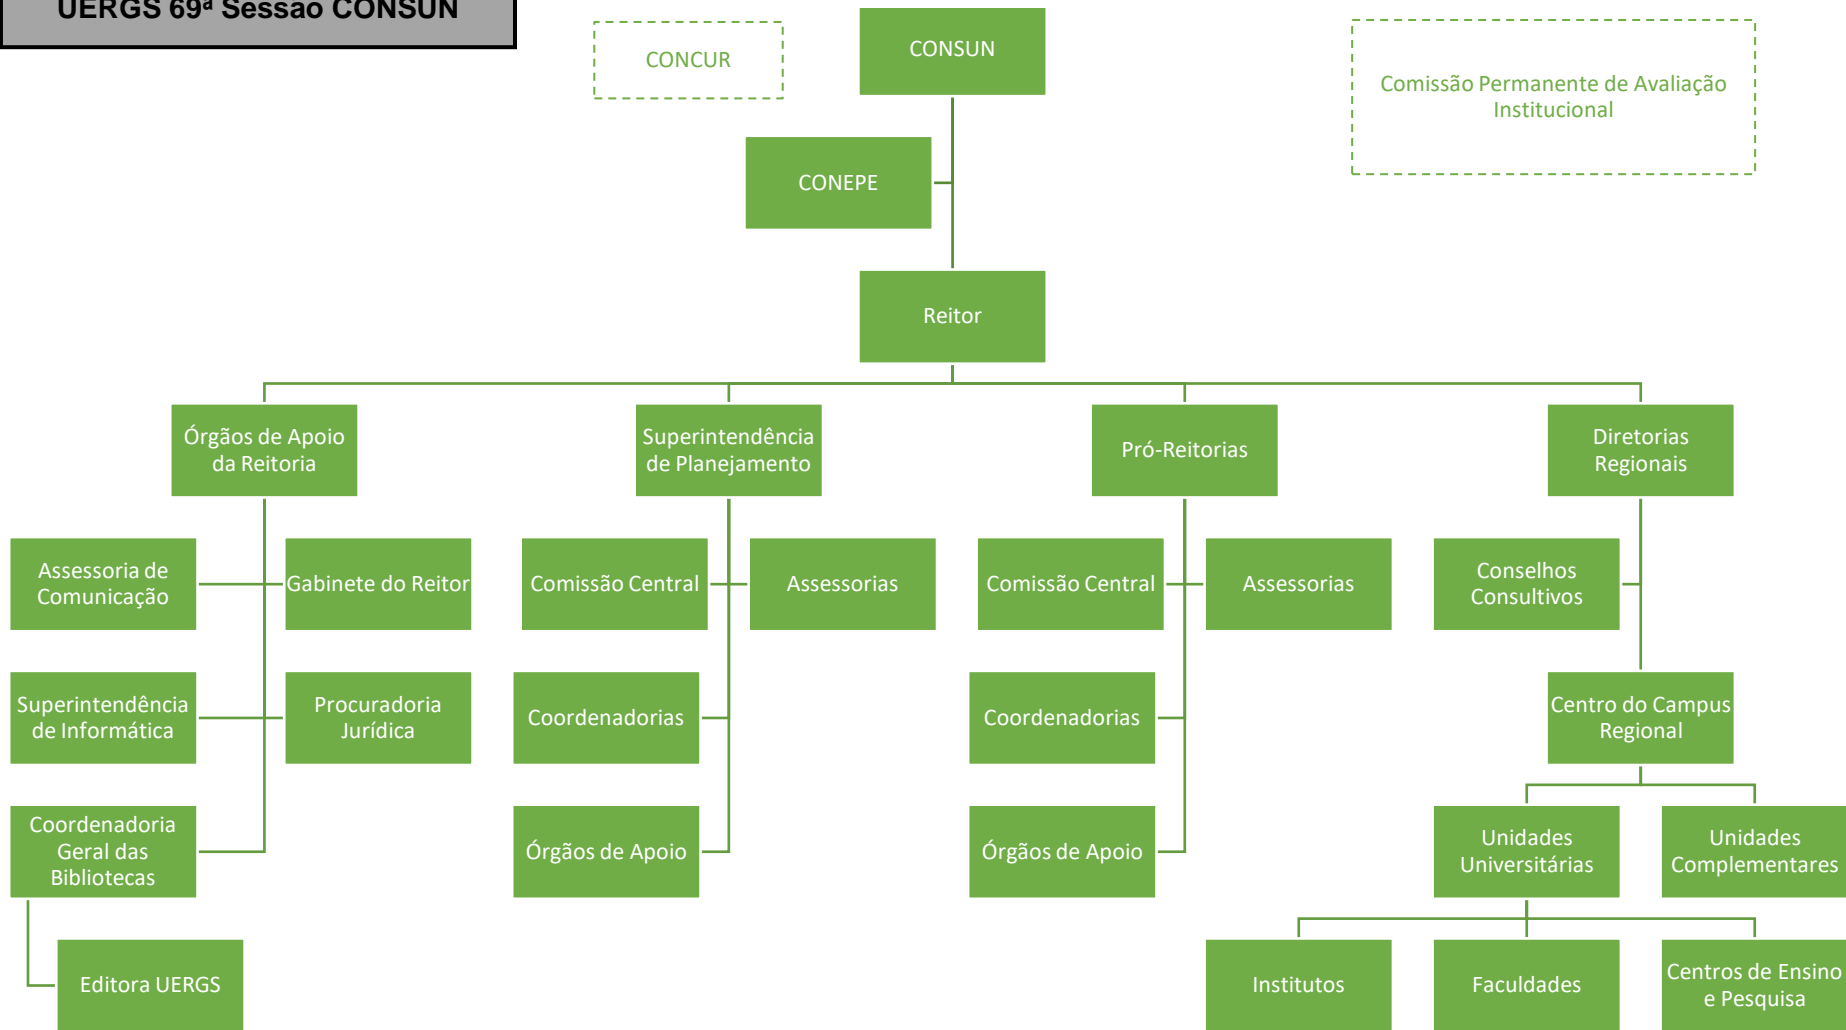 UERGS 69ª Sessão CONSUN
CONCUR
CONSUN
Comissão Permanente de Avaliação
Institucional
CONEPE
Reitor
Órgãos de Apoio
da Reitoria
Superintendência
de Planejamento
Pró-Reitorias
Diretorias
Regionais
Assessoria de
Comunicação
Gabinete do Reitor
Comissão Central
Assessorias
Comissão Central
Assessorias
Conselhos
Consultivos
Superintendência
de Informática
Procuradoria
Jurídica
Coordenadorias
Coordenadorias
Centro do Campus
Regional
Coordenadoria
Geral das
Bibliotecas
Órgãos de Apoio
Órgãos de Apoio
Unidades
Universitárias
Unidades
Complementares
Editora UERGS
Institutos
Faculdades
Centros de Ensino
e Pesquisa